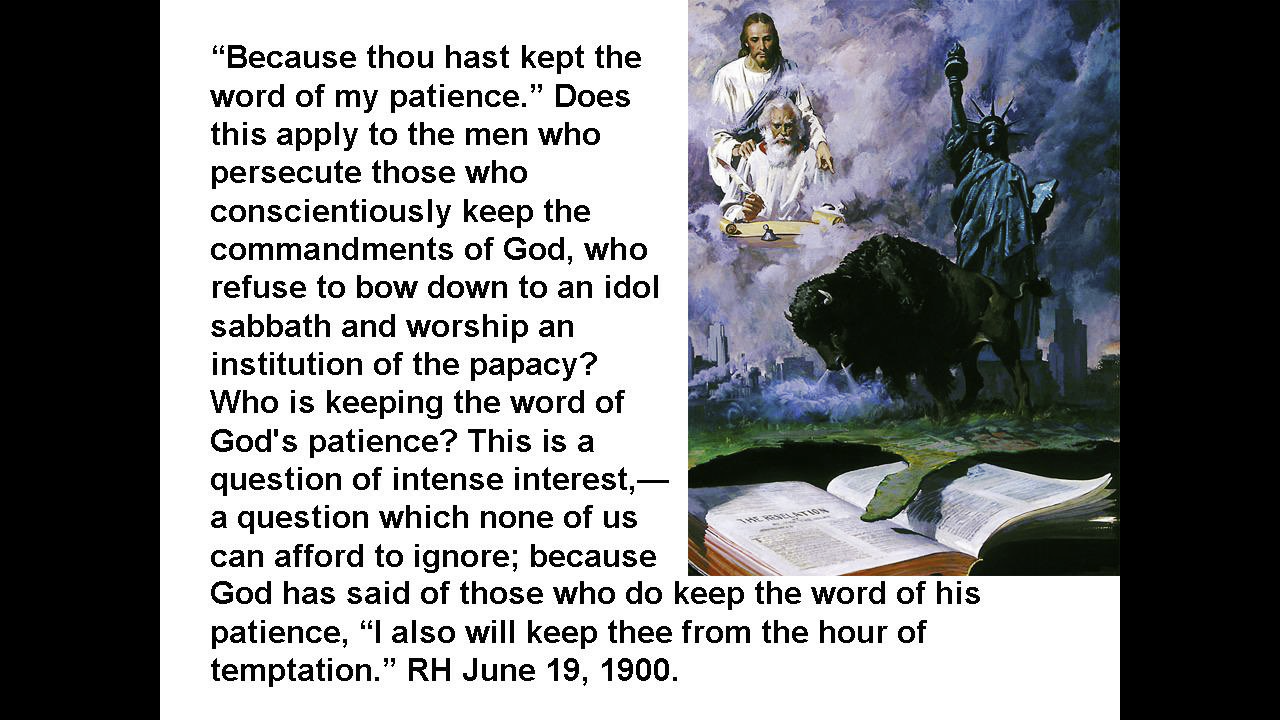 “Because thou hast kept the
word of my patience.” Does
this apply to the men who
persecute those who
conscientiously keep the
commandments of God, who
refuse to bow down to an idol
sabbath and worship an
institution of the papacy?
Who is keeping the word of
God's patience? This is a
question of intense interest,—
a question which none of us
can afford to ignore; because
God has said of those who do keep the word of his
patience, “I also will keep thee from the hour of
temptation.” RH June 19, 1900.
THE REVELATION